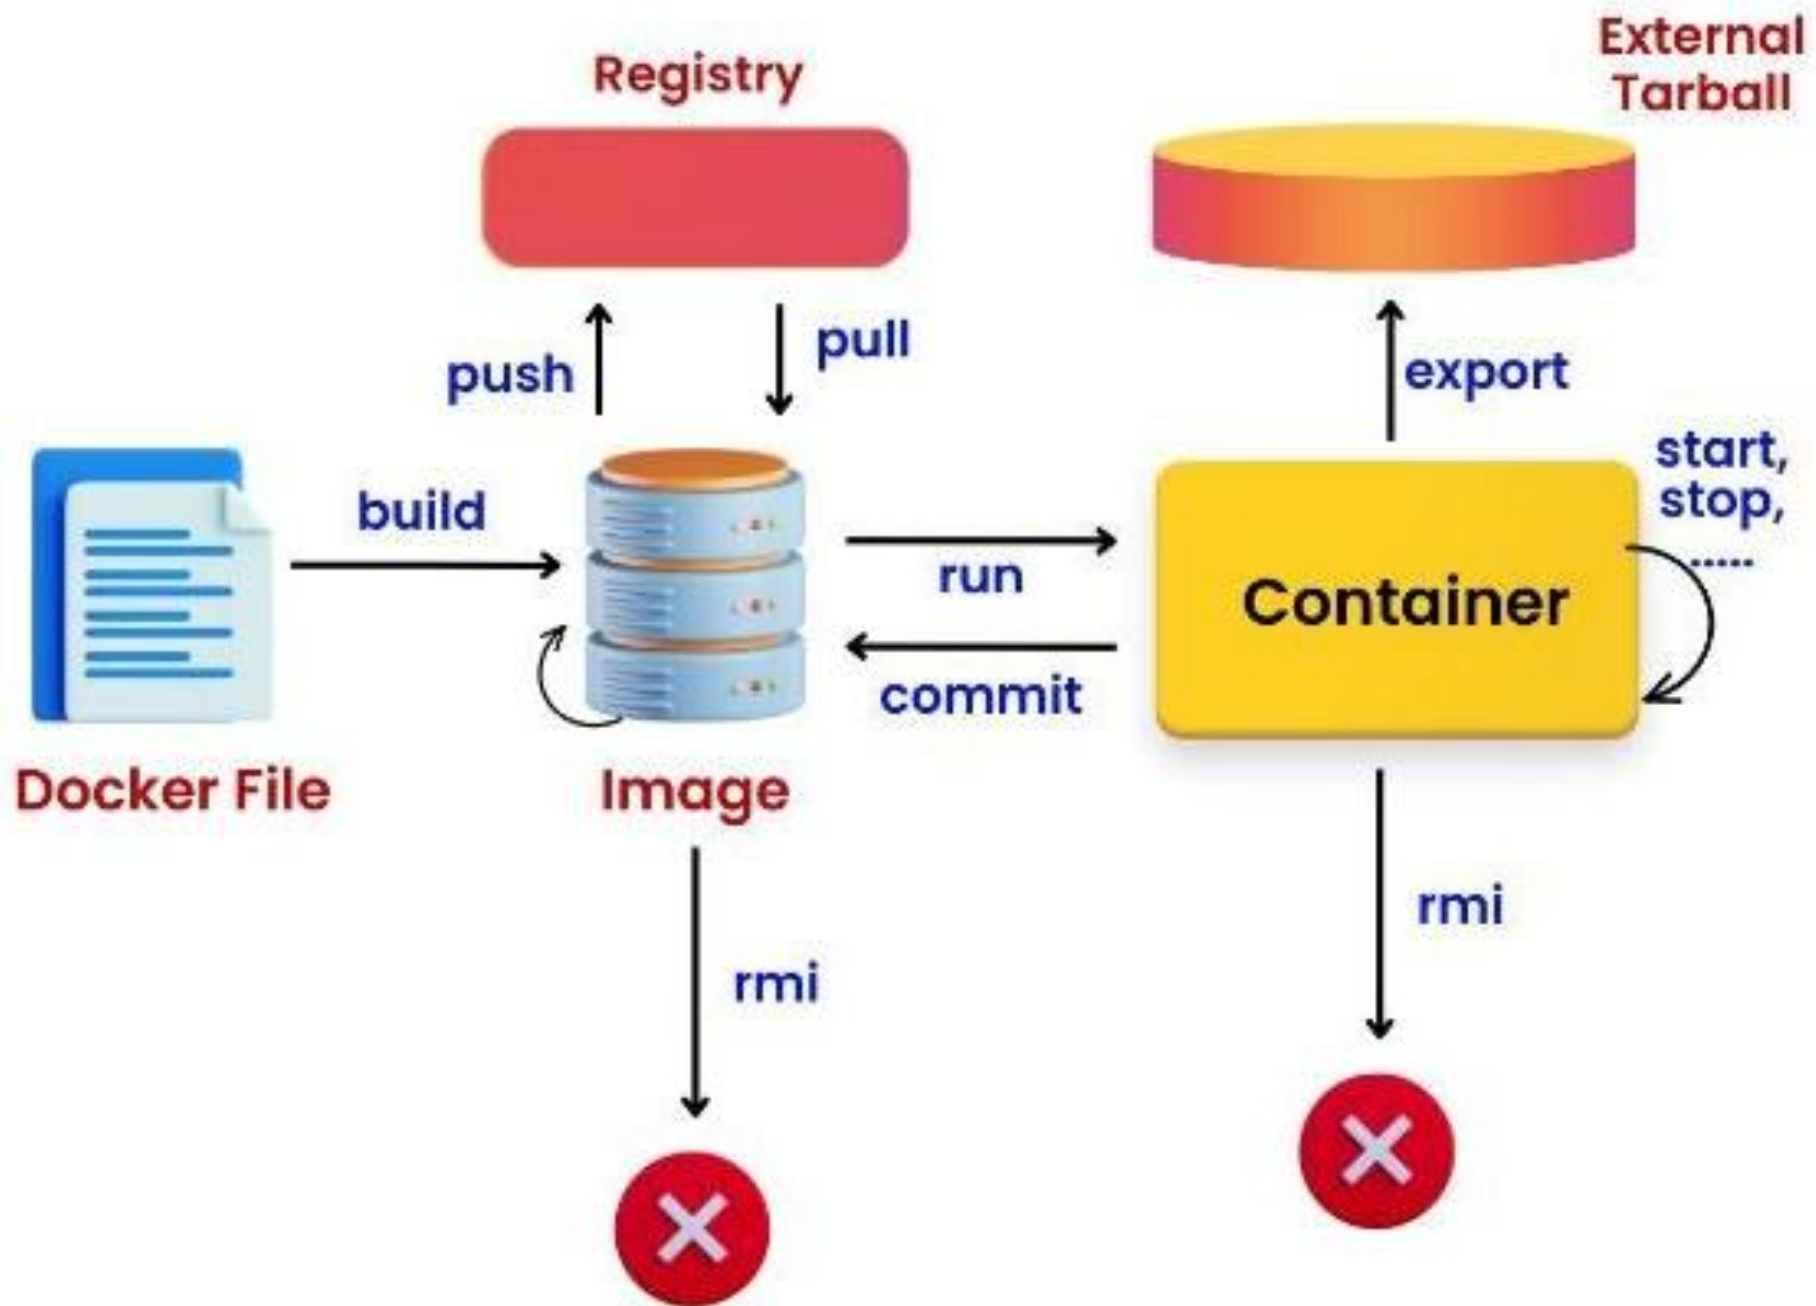 Registry
External
Tarball
push
pull
export
start,
stop,
.....
build
run
Container
commit
Docker File
Image
rmi
rmi